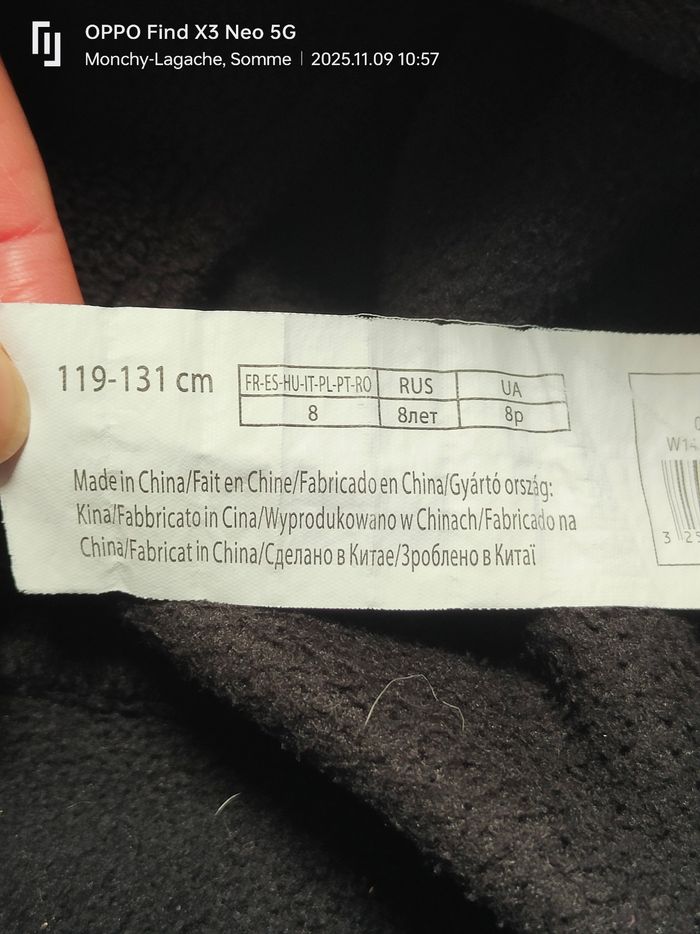 OPPO Find X3 Neo 5G
Monchy-Lagache, Somme | 2025.11.09 10:57
119-131 cm
FR-ES-HU-IT-PL-PT-RO RUS UA
8 8лет 8р
Made in China/Fait en Chine/Fabricado en China/Gyártó ország:
Kina/Fabbricato in Cina/Wyprodukowano w Chinach/Fabricado na
China/Fabricat in China/Сделано в Китае/Зроблено в Китаї